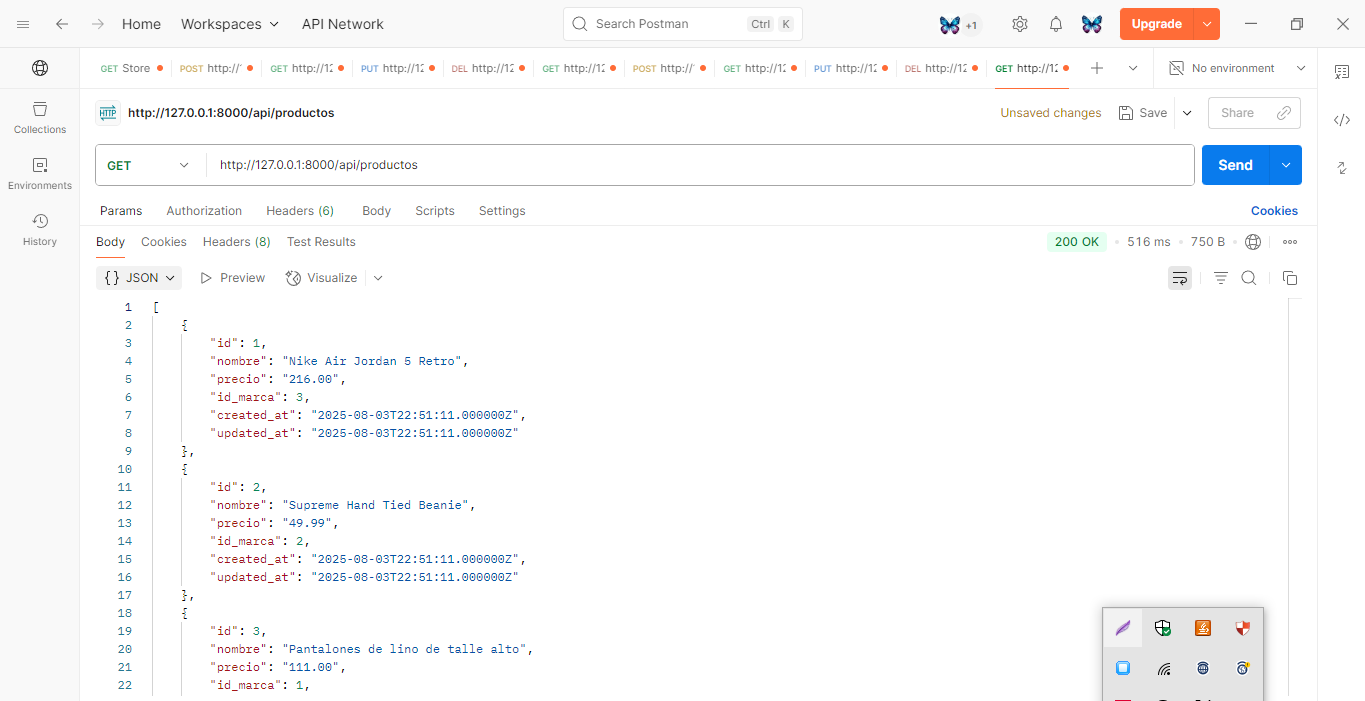 Home Workspaces API Network Search Postman Ctrl K +1 Upgrade
GET Store POST http://' GET http://12 PUT http://12 DEL http://12 GET http://12 POST http://' GET http://12 PUT http://12 DEL http://12 GET http://12 No environment
HTTP http://127.0.0.1:8000/api/productos Unsaved changes Save Share
GET http://127.0.0.1:8000/api/productos Send
Params Authorization Headers (6) Body Scripts Settings Cookies
Body Cookies Headers (8) Test Results 200 OK 516 ms 750 B
{} JSON Preview Visualize
Collections
Environments
History
1 [
2 {
3 "id": 1,
4 "nombre": "Nike Air Jordan 5 Retro",
5 "precio": "216.00",
6 "id_marca": 3,
7 "created_at": "2025-08-03T22:51:11.000000Z",
8 "updated_at": "2025-08-03T22:51:11.000000Z"
9 },
10 {
11 "id": 2,
12 "nombre": "Supreme Hand Tied Beanie",
13 "precio": "49.99",
14 "id_marca": 2,
15 "created_at": "2025-08-03T22:51:11.000000Z",
16 "updated_at": "2025-08-03T22:51:11.000000Z"
17 },
18 {
19 "id": 3,
20 "nombre": "Pantalones de lino de talle alto",
21 "precio": "111.00",
22 "id_marca": 1,